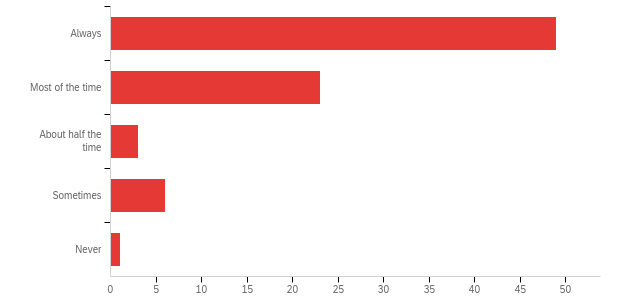 Always
Most of the time
About half the
time
Sometimes
Never
0 5 10 15 20 25 30 35 40 45 50